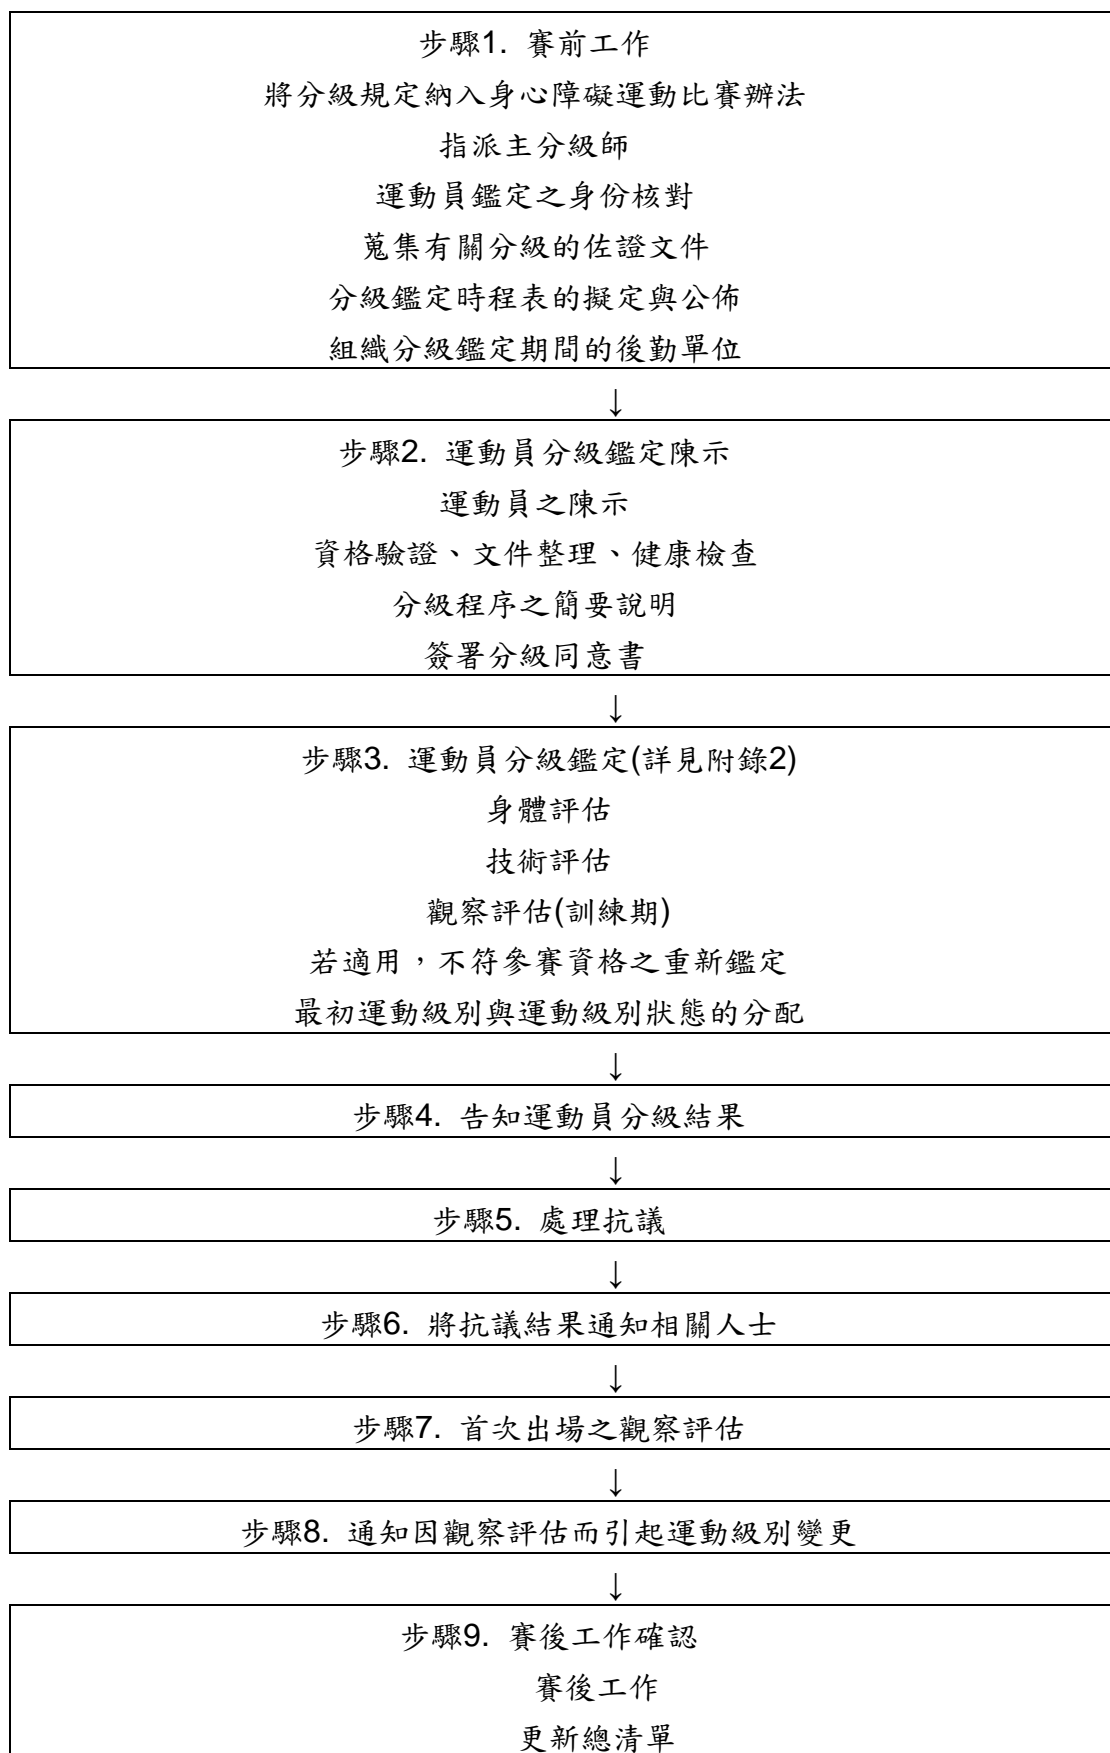 步驟1. 賽前工作
將分級規定納入身心障礙運動比賽辦法
指派主分級師
運動員鑑定之身份核對
蒐集有關分級的佐證文件
分級鑑定時程表的擬定與公佈
組織分級鑑定期間的後勤單位
↓
步驟2. 運動員分級鑑定陳示
運動員之陳示
資格驗證、文件整理、健康檢查
分級程序之簡要說明
簽署分級同意書
↓
步驟3. 運動員分級鑑定(詳見附錄2)
身體評估
技術評估
觀察評估(訓練期)
若適用，不符參賽資格之重新鑑定
最初運動級別與運動級別狀態的分配
↓
步驟4. 告知運動員分級結果
↓
步驟5. 處理抗議
↓
步驟6. 將抗議結果通知相關人士
↓
步驟7. 首次出場之觀察評估
↓
步驟8. 通知因觀察評估而引起運動級別變更
↓
步驟9. 賽後工作確認
賽後工作
更新總清單